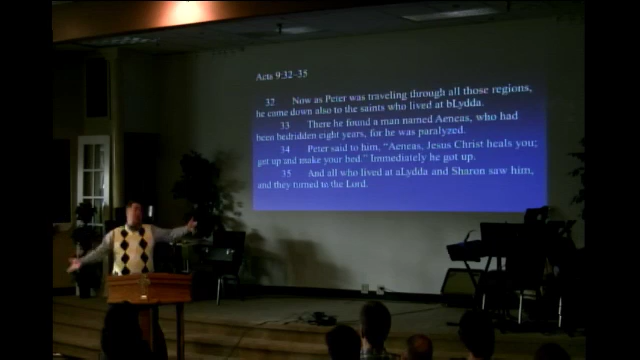 Acts 9:32–35
32 Now as Peter was traveling through all those regions,
he came down also to the saints who lived at bLydda.
33 There he found a man named Aeneas, who had
been bedridden eight years, for he was paralyzed.
34 Peter said to him, “Aeneas, Jesus Christ heals you;
get up and make your bed.” Immediately he got up.
35 And all who lived at aLydda and Sharon saw him,
and they turned to the Lord.